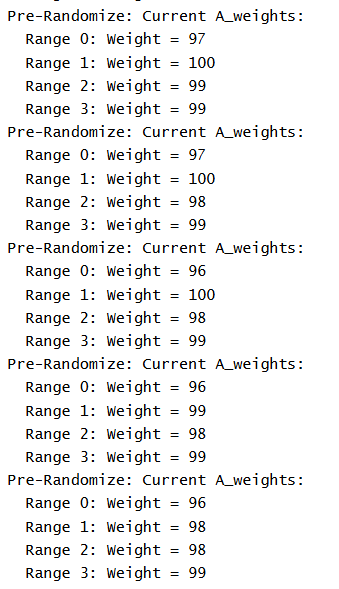 Pre-Randomize: Current A_weights:
Range 0: Weight = 97
Range 1: Weight = 100
Range 2: Weight = 99
Range 3: Weight = 99
Pre-Randomize: Current A_weights:
Range 0: Weight = 97
Range 1: Weight = 100
Range 2: Weight = 98
Range 3: Weight = 99
Pre-Randomize: Current A_weights:
Range 0: Weight = 96
Range 1: Weight = 100
Range 2: Weight = 98
Range 3: Weight = 99
Pre-Randomize: Current A_weights:
Range 0: Weight = 96
Range 1: Weight = 99
Range 2: Weight = 98
Range 3: Weight = 99
Pre-Randomize: Current A_weights:
Range 0: Weight = 96
Range 1: Weight = 98
Range 2: Weight = 98
Range 3: Weight = 99